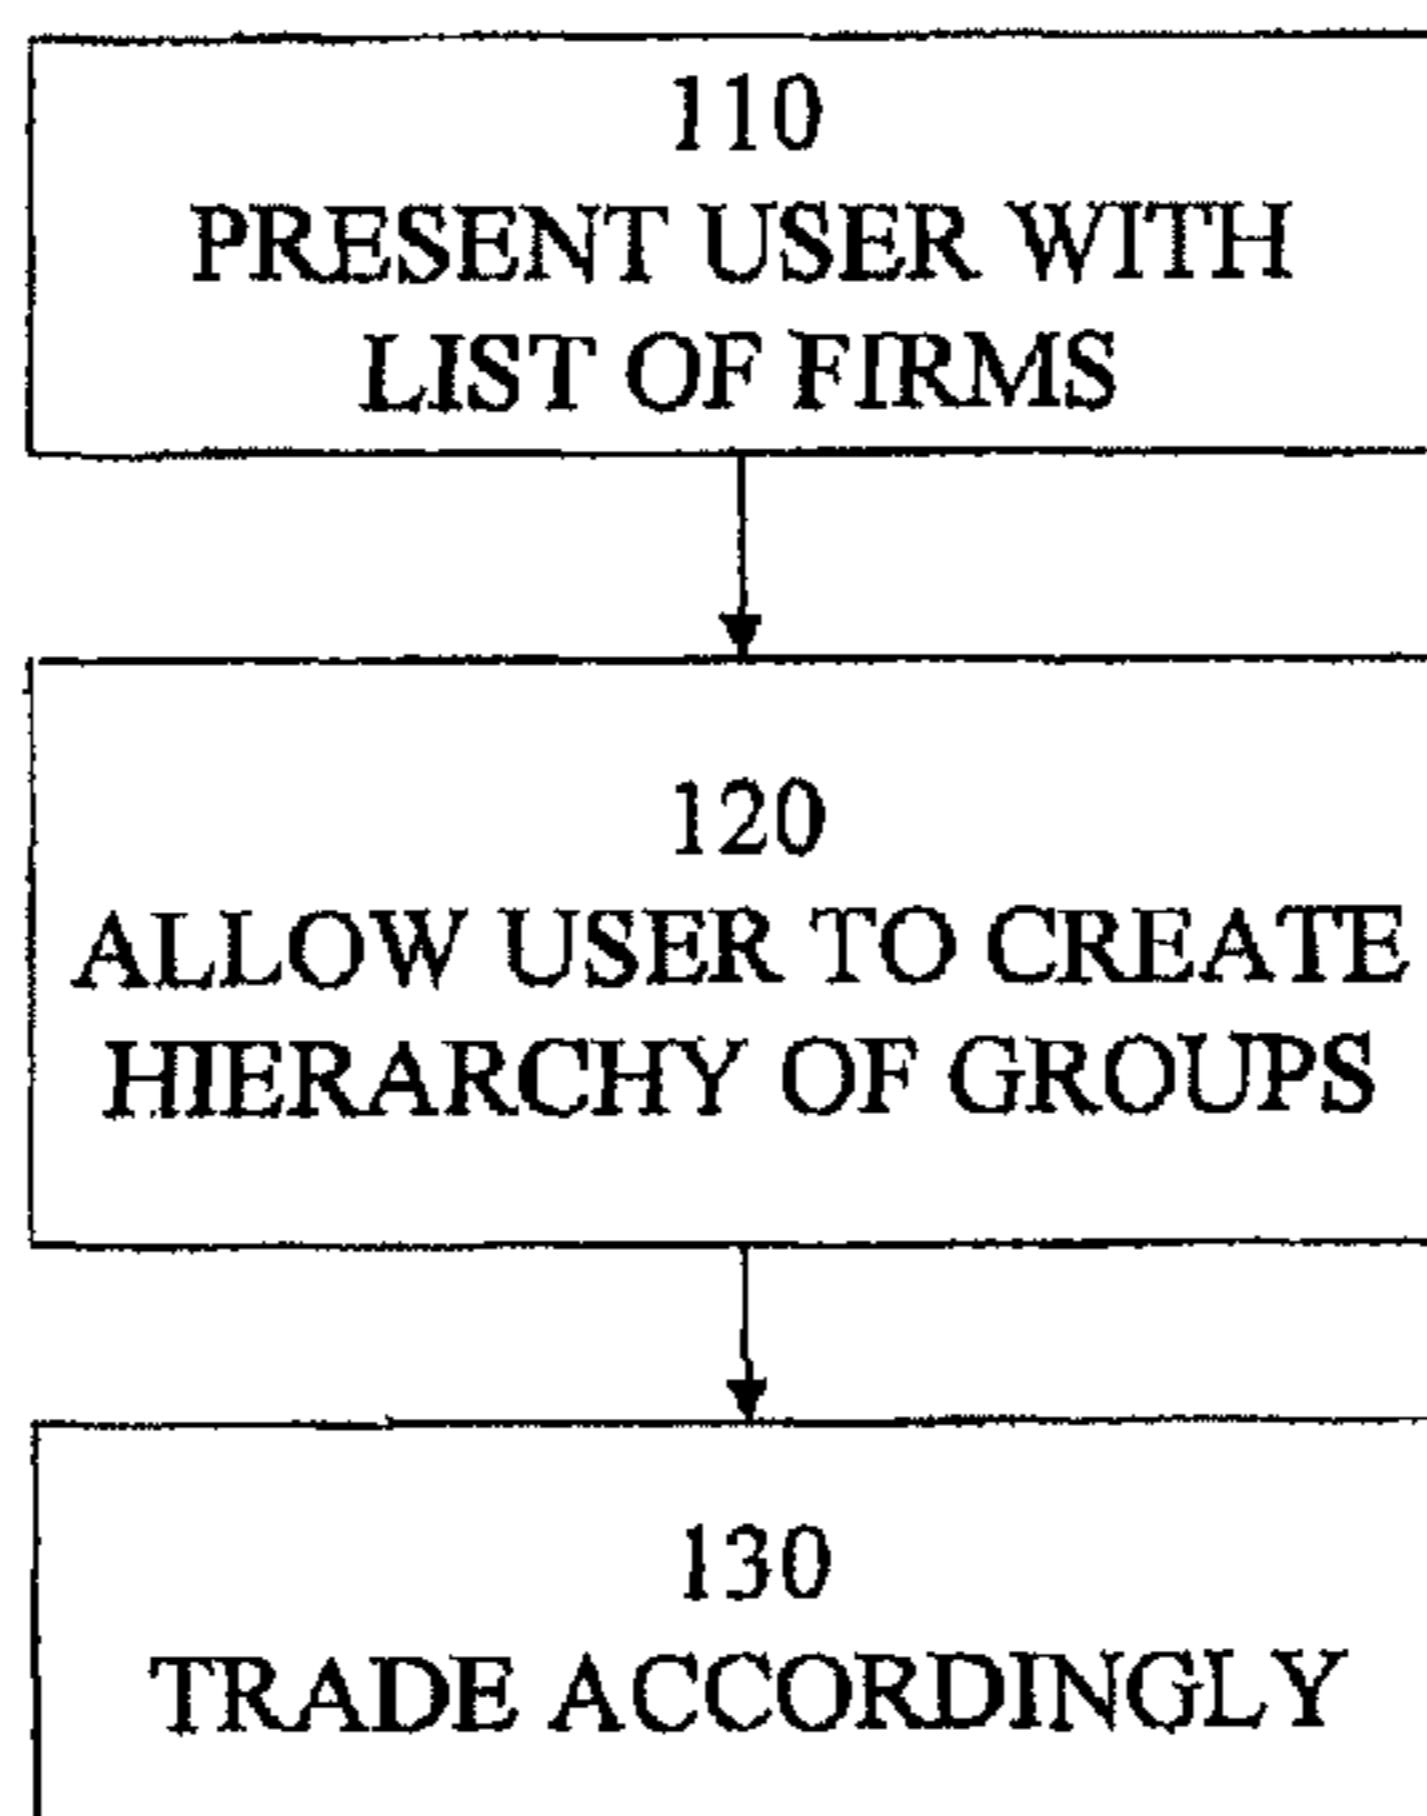 110
PRESENT USER WITH
LIST OF FIRMS
120
ALLOW USER TO CREATE
HIERARCHY OF GROUPS
130
TRADE ACCORDINGLY